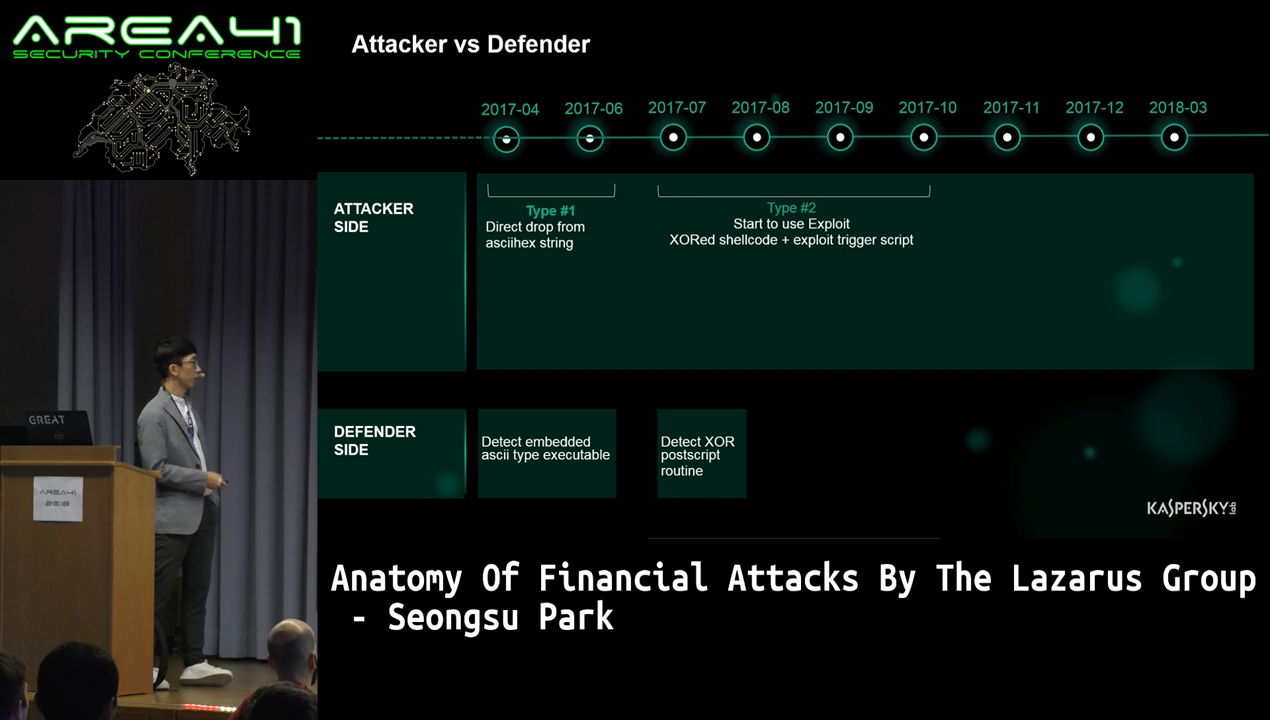 AREA41
SECURITY CONFERENCE
Attacker vs Defender
2017-04 2017-06 2017-07 2017-08 2017-09 2017-10 2017-11 2017-12 2018-03
ATTACKER
SIDE
Type #1
Direct drop from
asciihex string
Type #2
Start to use Exploit
XORed shellcode + exploit trigger script
DEFENDER
SIDE
Detect embedded
ascii type executable
Detect XOR
postscript
routine
KASPERSKY lab
GREAT
AREA41
2018
Anatomy Of Financial Attacks By The Lazarus Group
- Seongsu Park